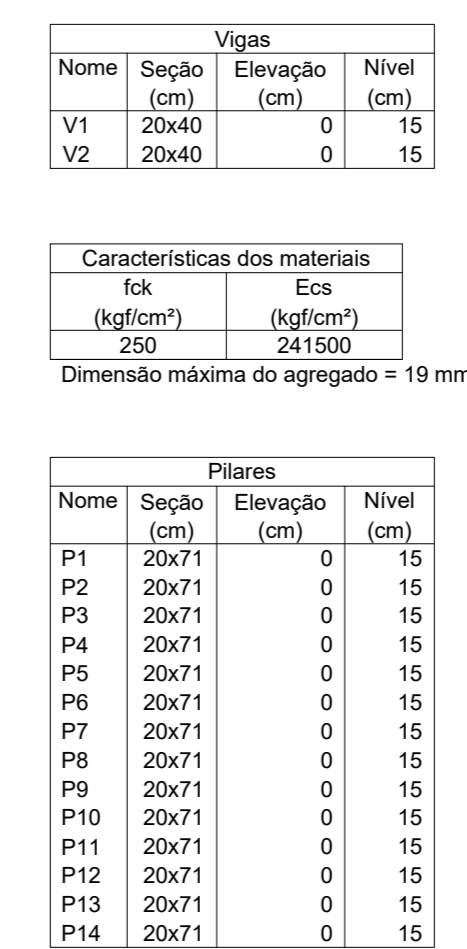 Vigas
Nome Seção Elevação Nível
(cm) (cm) (cm)
V1 20x40 0 15
V2 20x40 0 15
Características dos materiais
fck Ecs
(kgf/cm²) (kgf/cm²)
250 241500
Dimensão máxima do agregado = 19 mm
Pilares
Nome Seção Elevação Nível
(cm) (cm) (cm)
P1 20x71 0 15
P2 20x71 0 15
P3 20x71 0 15
P4 20x71 0 15
P5 20x71 0 15
P6 20x71 0 15
P7 20x71 0 15
P8 20x71 0 15
P9 20x71 0 15
P10 20x71 0 15
P11 20x71 0 15
P12 20x71 0 15
P13 20x71 0 15
P14 20x71 0 15